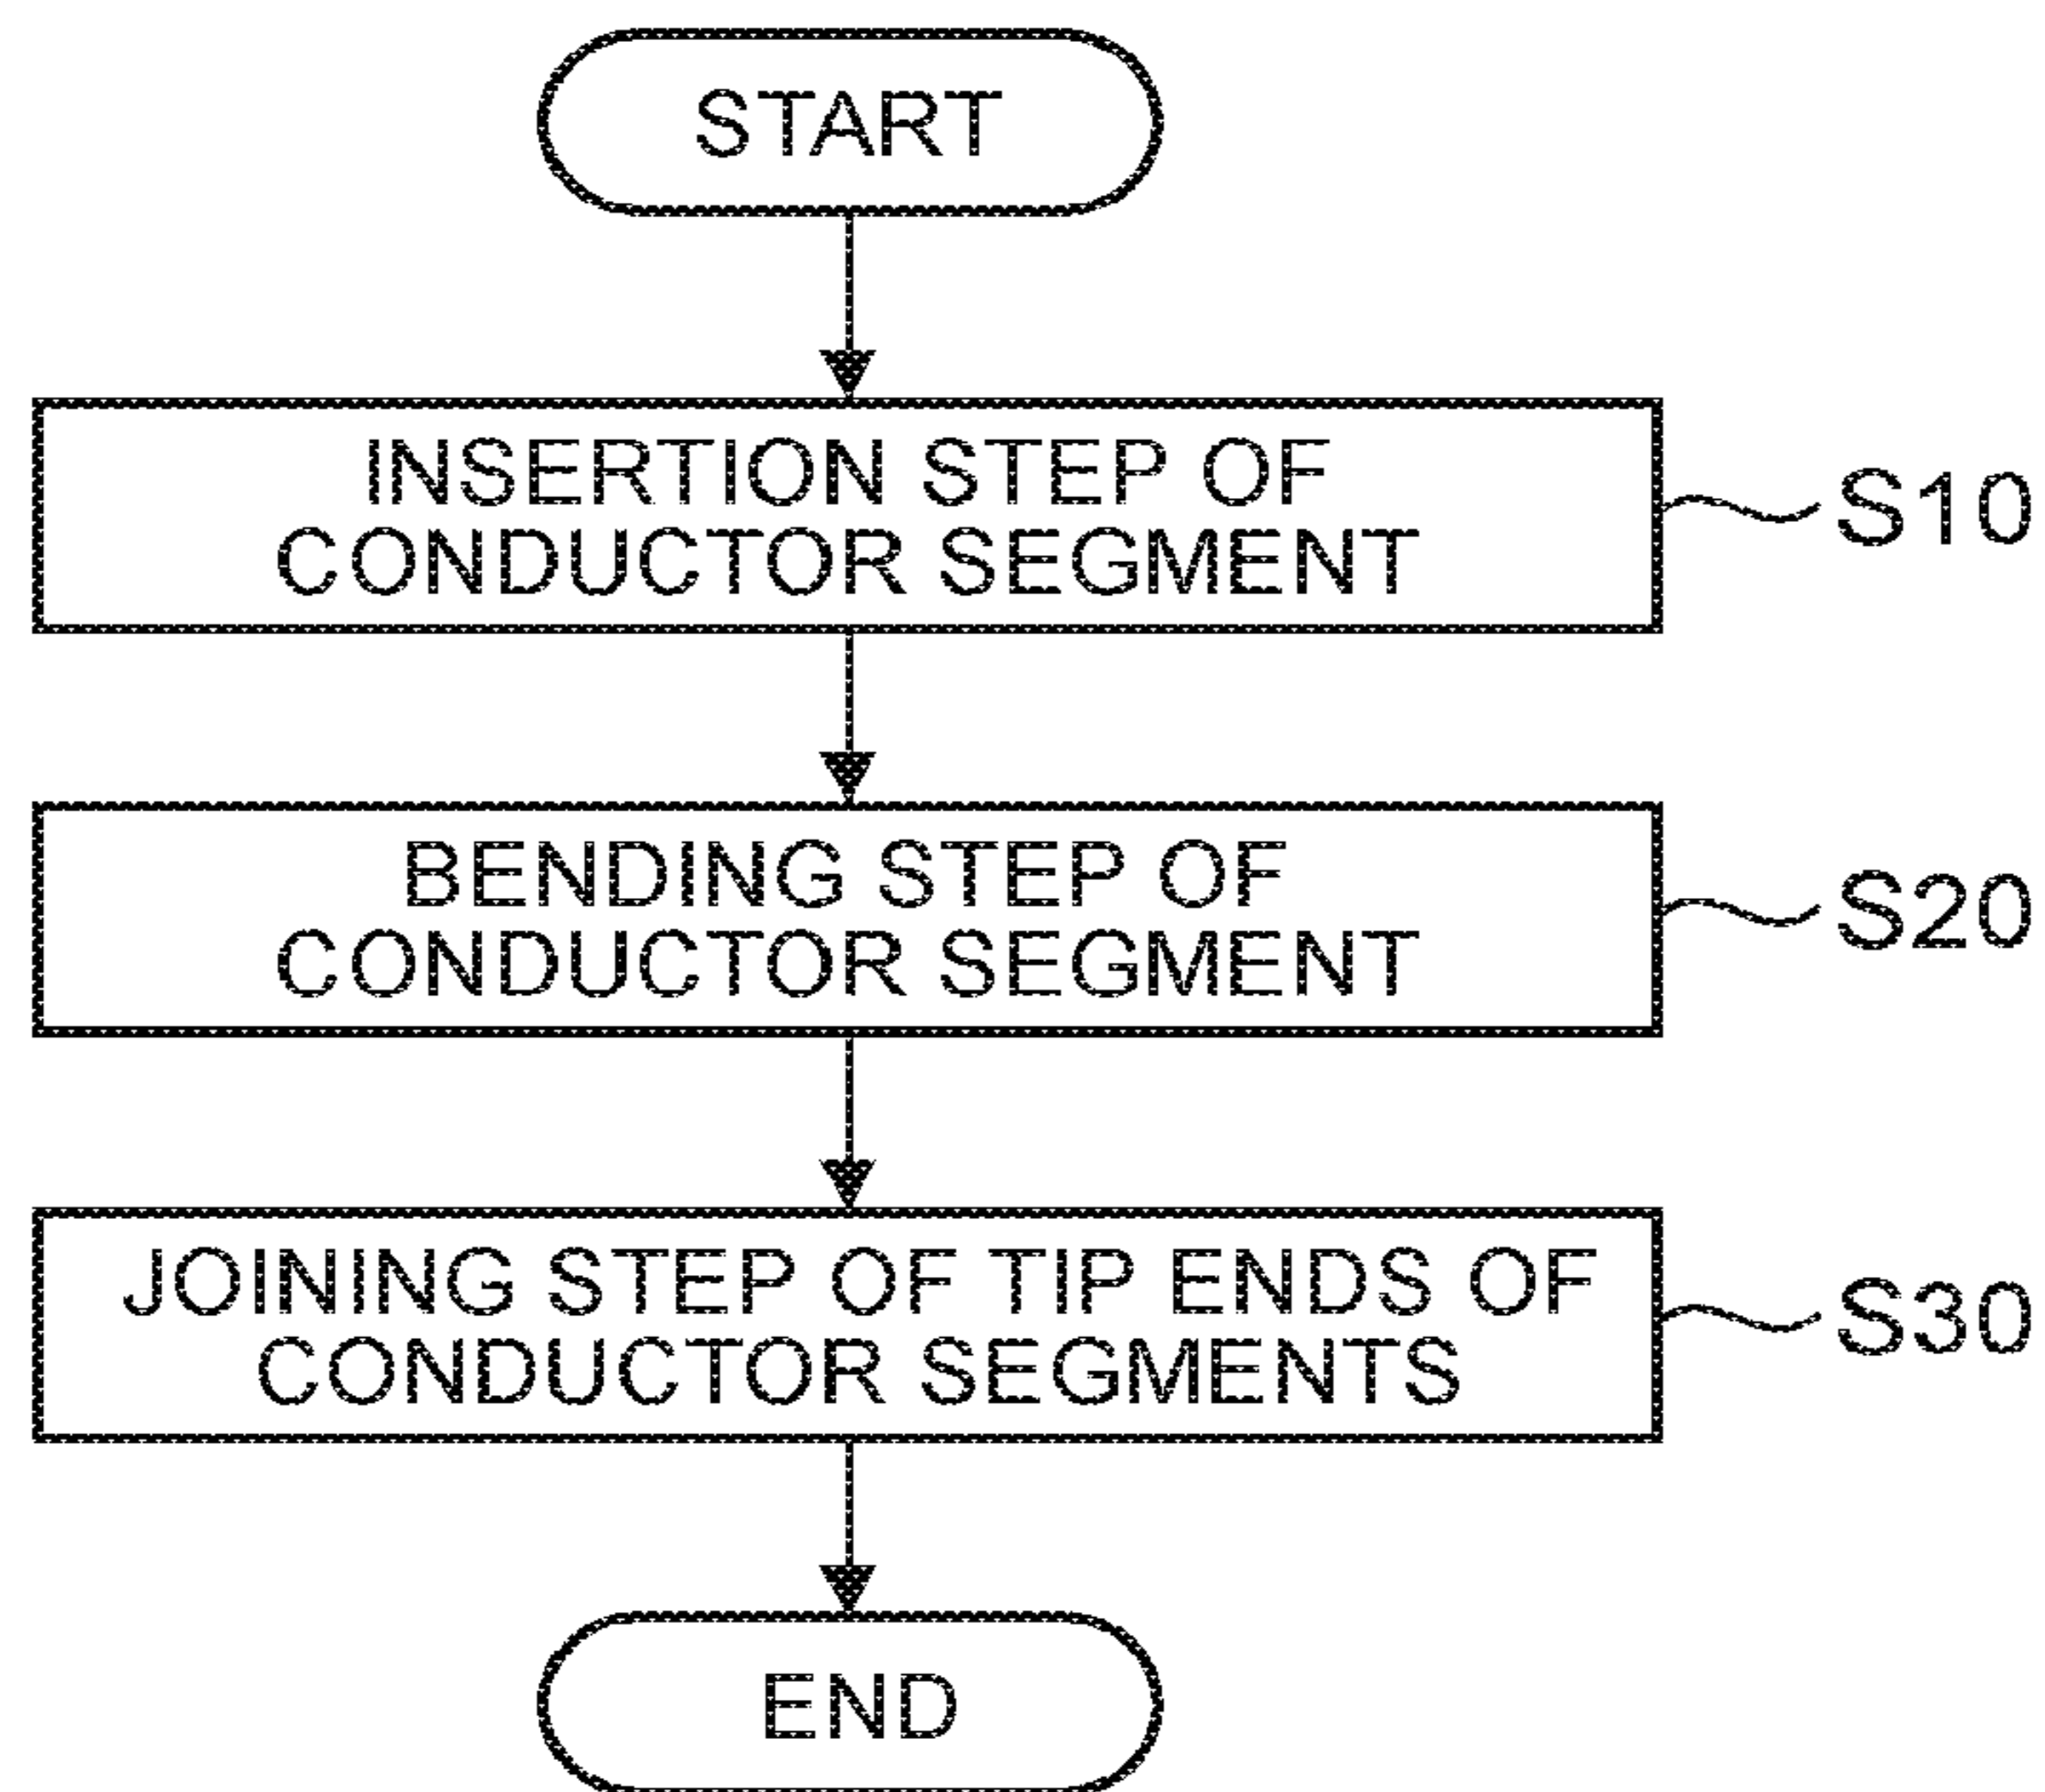 START
INSERTION STEP OF
CONDUCTOR SEGMENT
S10
BENDING STEP OF
CONDUCTOR SEGMENT
S20
JOINING STEP OF TIP ENDS OF
CONDUCTOR SEGMENTS
S30
END